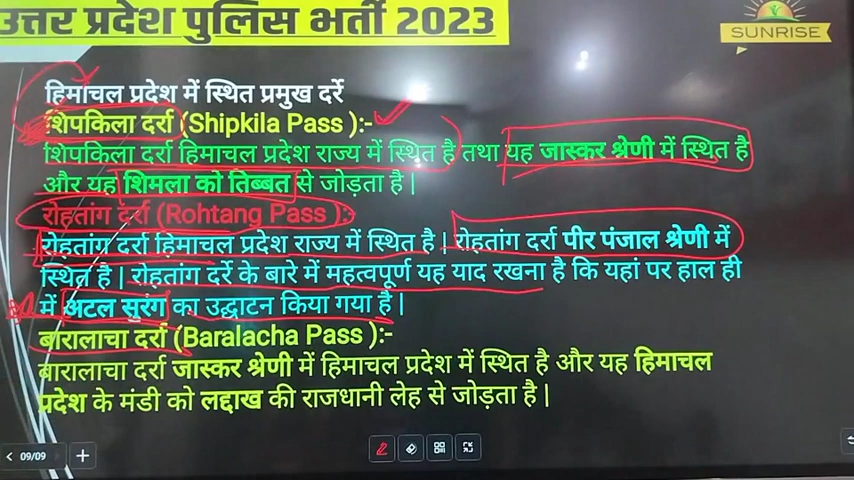 उत्तर प्रदेश पुलिस भर्ती 2023
SUNRISE
हिमाचल प्रदेश में स्थित प्रमुख दर्रे
शिपकिला दर्रा (Shipkila Pass ):-
शिपकिला दर्रा हिमाचल प्रदेश राज्य में स्थित है तथा यह जास्कर श्रेणी में स्थित है
और यह शिमला को तिब्बत से जोड़ता है |
रोहतांग दर्रा (Rohtang Pass ):-
रोहतांग दर्रा हिमाचल प्रदेश राज्य में स्थित है | रोहतांग दर्रा पीर पंजाल श्रेणी में
स्थित है | रोहतांग दर्रे के बारे में महत्वपूर्ण यह याद रखना है कि यहां पर हाल ही
में अटल सुरंग का उद्घाटन किया गया है |
बारालाचा दर्रा (Baralacha Pass ):-
बारालाचा दर्रा जास्कर श्रेणी में हिमाचल प्रदेश में स्थित है और यह हिमाचल
प्रदेश के मंडी को लद्दाख की राजधानी लेह से जोड़ता है |
09/09